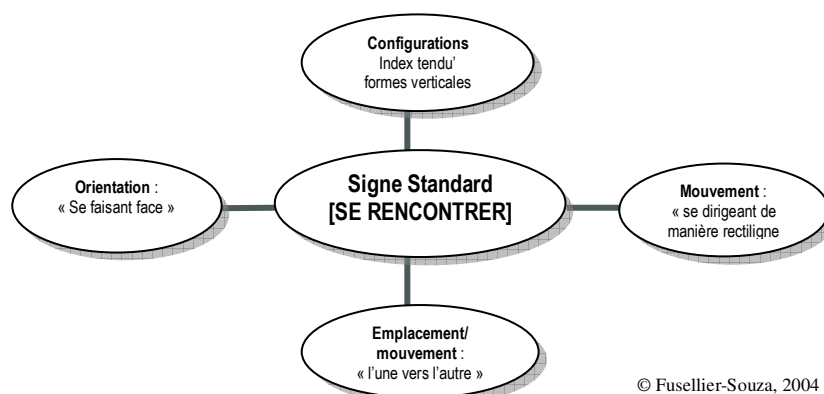 Configurations
Index tendu'
formes verticales
Orientation :
« Se faisant face »
Signe Standard
[SE RENCONTRER]
Mouvement :
« se dirigeant de
manière rectiligne
Emplacement/
mouvement :
« l'une vers l'autre »
© Fusellier-Souza, 2004